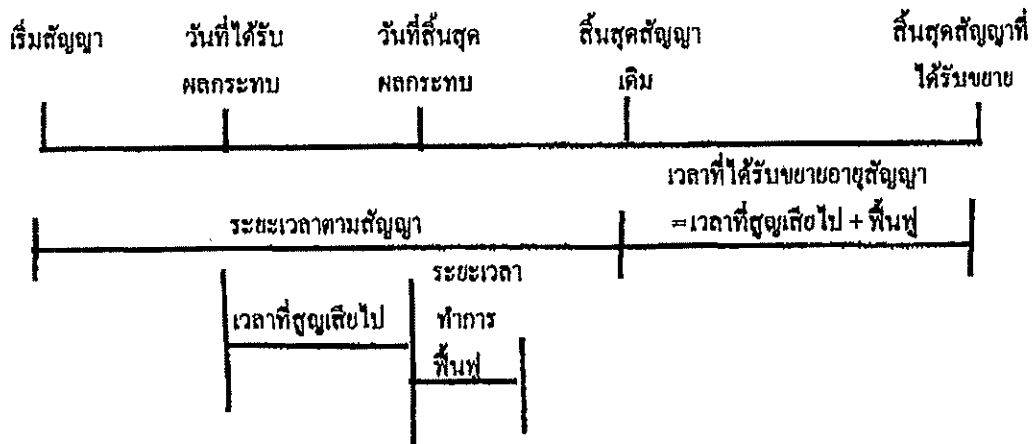 เริ่มสัญญา
วันที่ได้รับ
ผลกระทบ
วันที่สิ้นสุด
ผลกระทบ
สิ้นสุดสัญญา
เดิม
สิ้นสุดสัญญาที่
ได้รับขยาย
ระยะเวลาตามสัญญา
เวลาที่ได้รับขยายอายุสัญญา
=เวลาที่สูญเสียไป + ฟื้นฟู
เวลาที่สูญเสียไป
ระยะเวลา
ทำการ
ฟื้นฟู